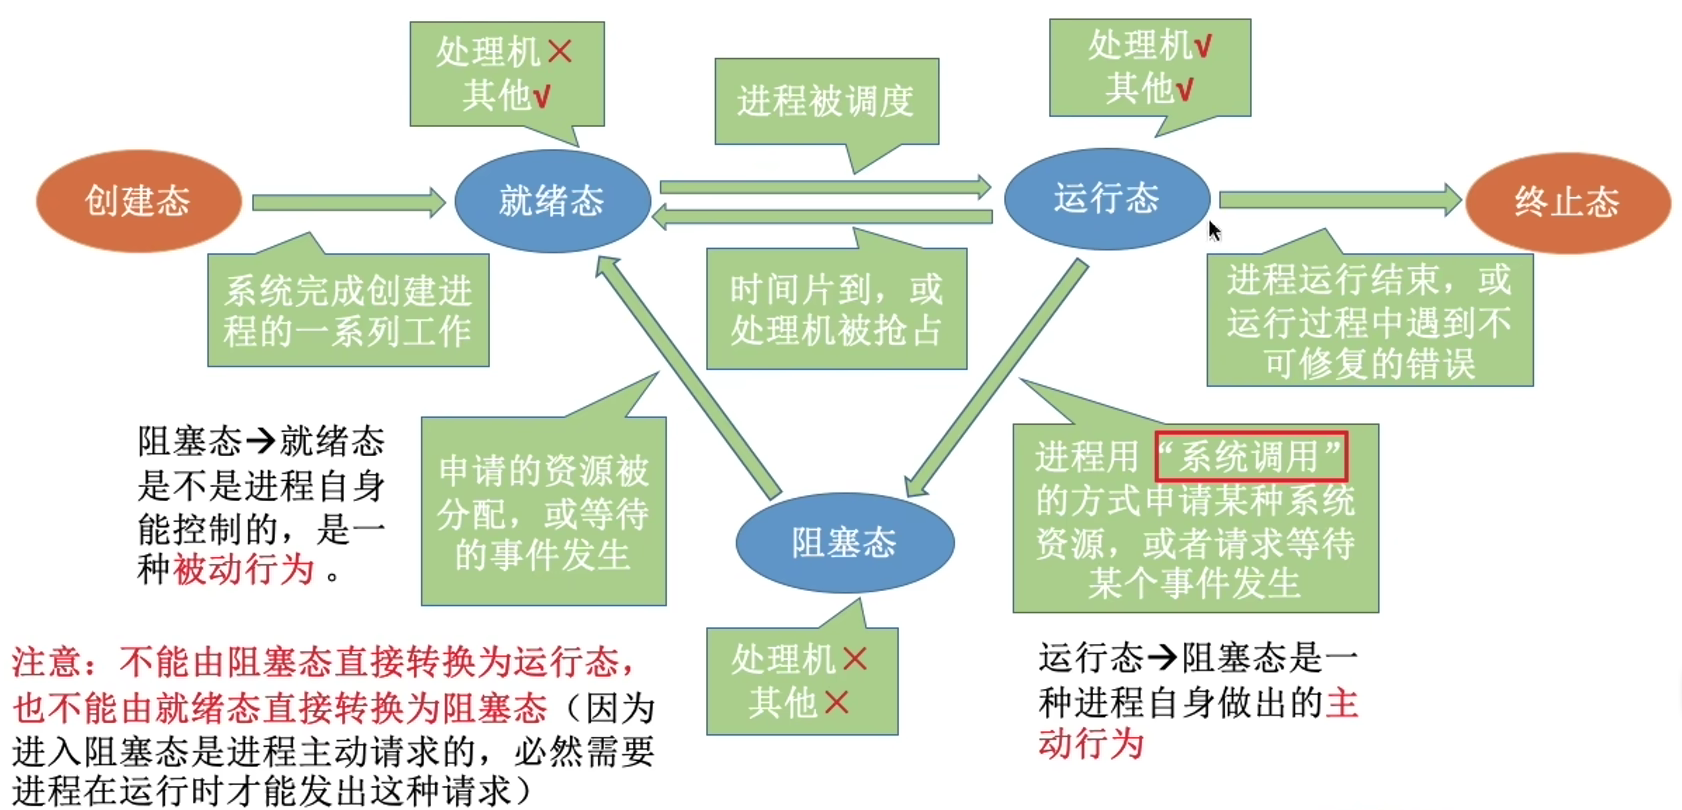 处理机×
其他√
进程被调度
处理机√
其他√
创建态
就绪态
运行态
终止态
系统完成创建进
程的一系列工作
时间片到，或
处理机被抢占
进程运行结束，或
运行过程中遇到不
可修复的错误
阻塞态→就绪态
是不是进程自身
能控制的，是一
种被动行为。
申请的资源被
分配，或等待
的事件发生
进程用“系统调用”
的方式申请某种系统
资源，或者请求等待
某个事件发生
阻塞态
处理机×
其他×
运行态→阻塞态是一
种进程自身做出的主
动行为
注意：不能由阻塞态直接转换为运行态，
也不能由就绪态直接转换为阻塞态（因为
进入阻塞态是进程主动请求的，必然需要
进程在运行时才能发出这种请求）